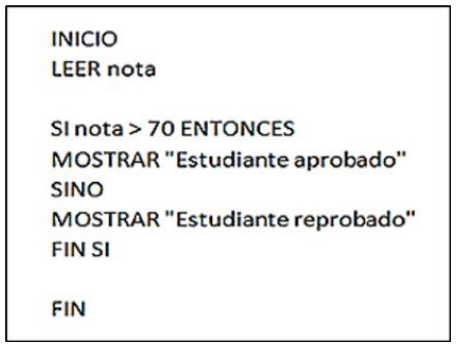 INICIO
LEER nota
SI nota > 70 ENTONCES
MOSTRAR "Estudiante aprobado"
SINO
MOSTRAR "Estudiante reprobado"
FIN SI
FIN